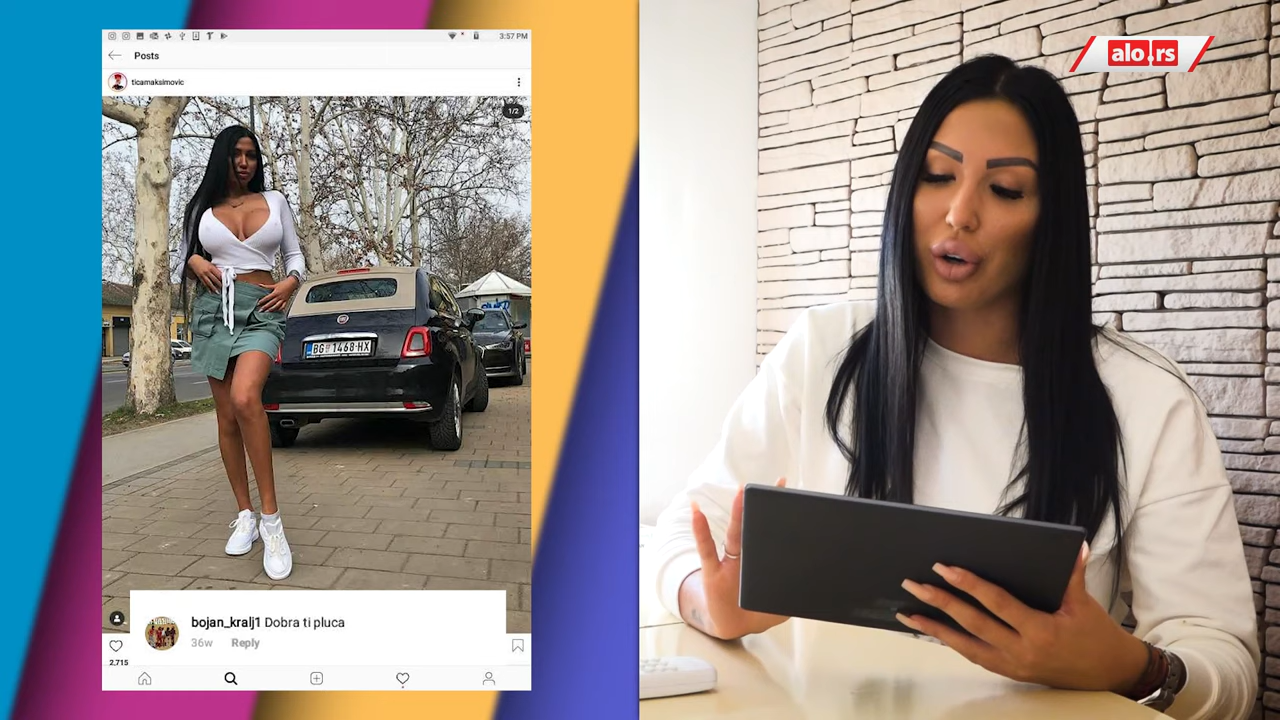 3:57 PM
Posts
ticamaksimovic
1/2
BG 1468-HX
bojan_kralj1 Dobra ti pluca
36w Reply
2,715
alo.rs